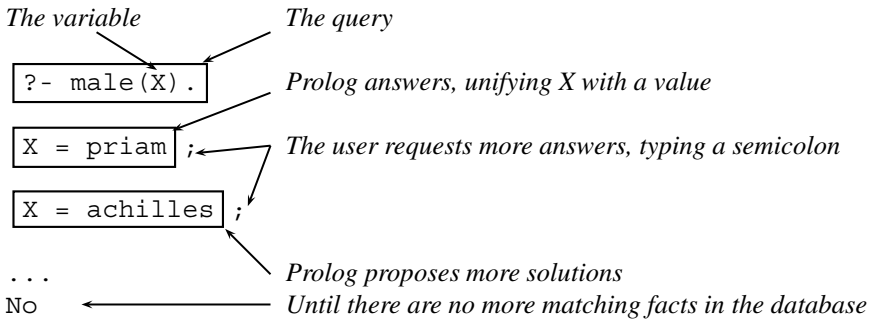 The variable The query
?- male(X).
Prolog answers, unifying X with a value
X = priam ; The user requests more answers, typing a semicolon
X = achilles ;
... Prolog proposes more solutions
No Until there are no more matching facts in the database